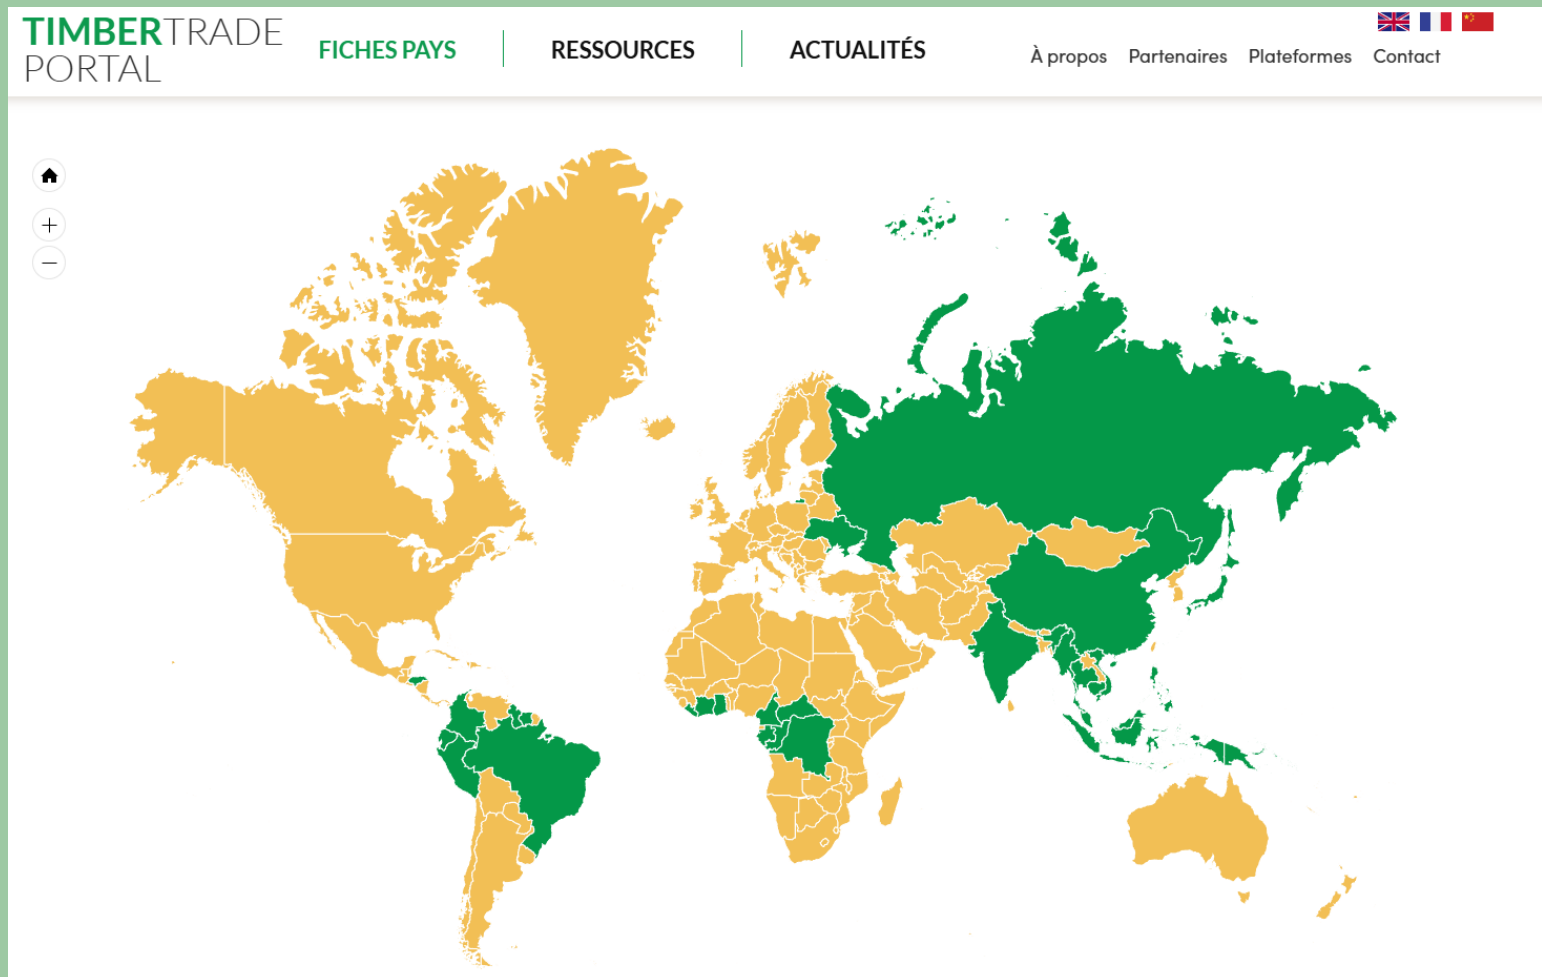 TIMBERTRADE
PORTAL
FICHES PAYS
RESSOURCES
ACTUALITÉS
À propos
Partenaires
Plateformes
Contact